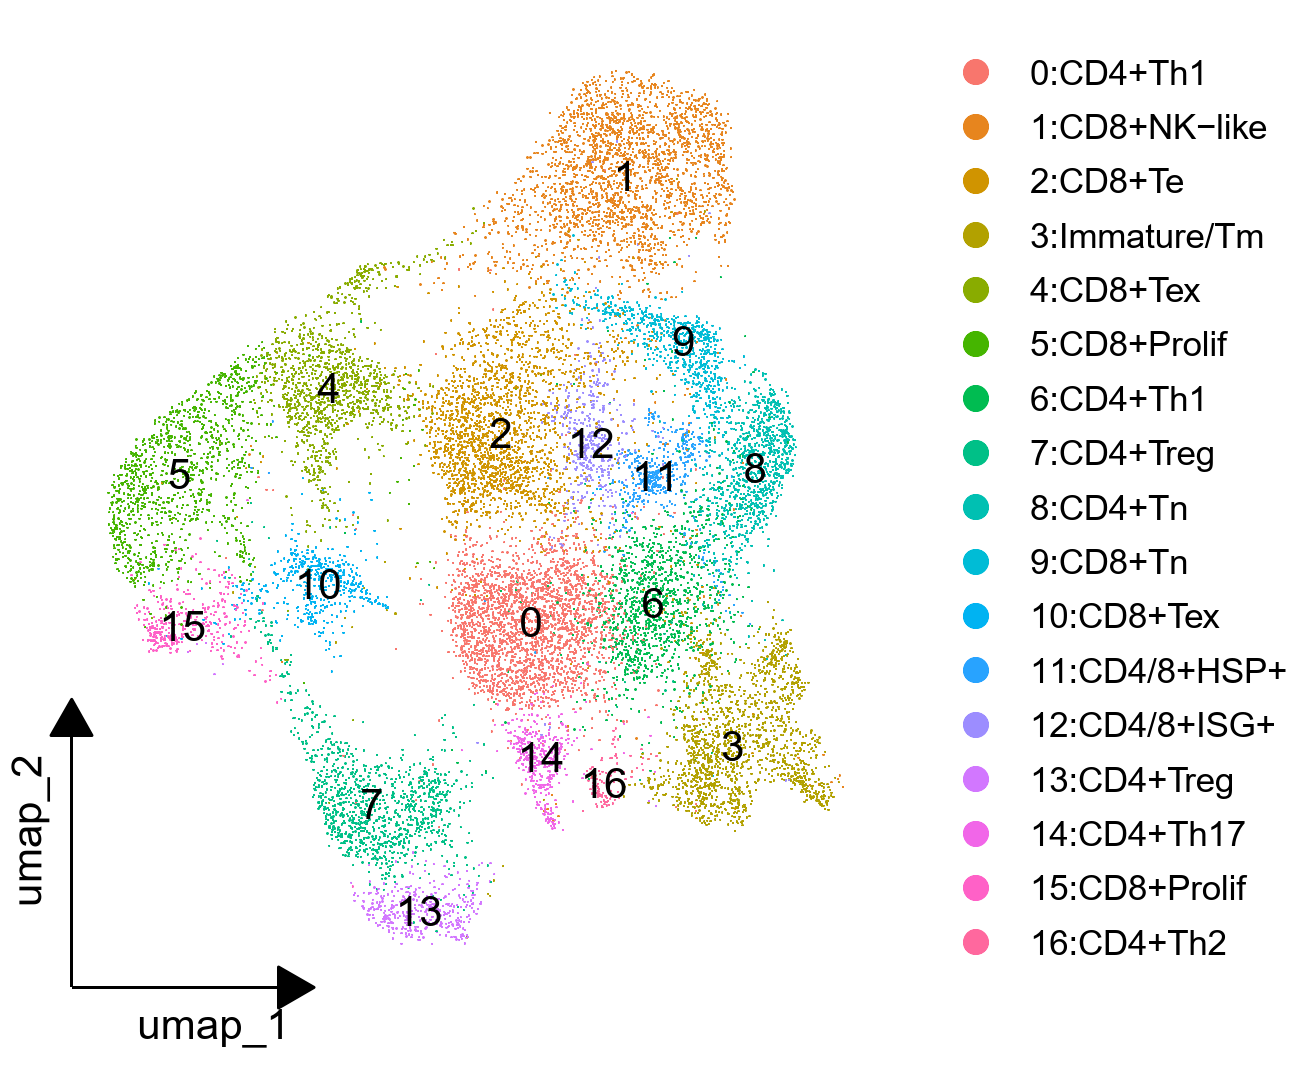 1
9
4
2
12
5
8
11
10
6
0
15
3
14
16
7
13
umap_2
umap_1
0:CD4+Th1
1:CD8+NK−like
2:CD8+Te
3:Immature/Tm
4:CD8+Tex
5:CD8+Prolif
6:CD4+Th1
7:CD4+Treg
8:CD4+Tn
9:CD8+Tn
10:CD8+Tex
11:CD4/8+HSP+
12:CD4/8+ISG+
13:CD4+Treg
14:CD4+Th17
15:CD8+Prolif
16:CD4+Th2